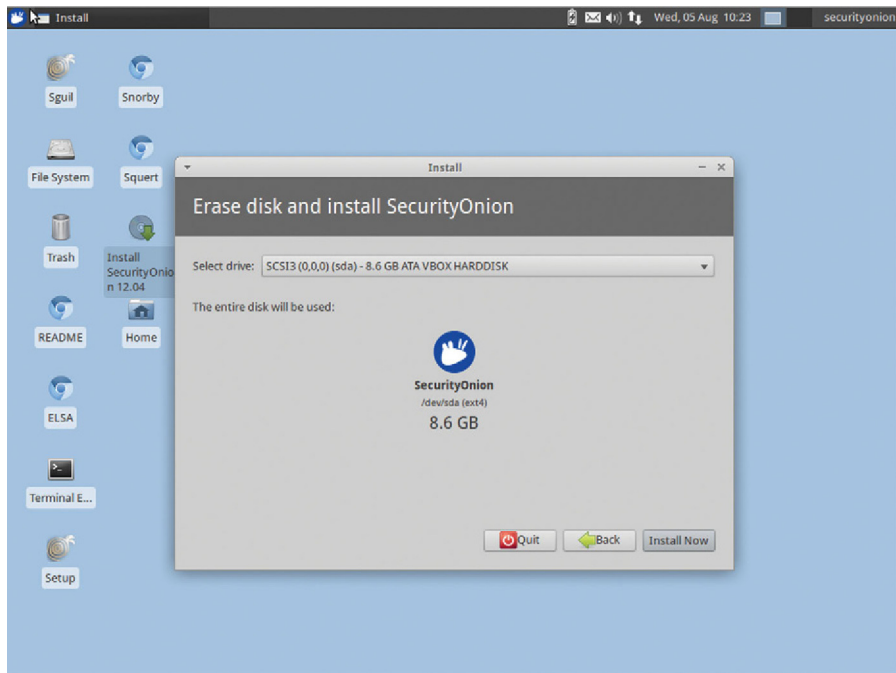 Install
Wed, 05 Aug 10:23
securityonion
Sguil
Snorby
File System
Squert
Trash
Install
SecurityOnio
n 12.04
README
Home
ELSA
Terminal E...
Setup
Install
Erase disk and install SecurityOnion
Select drive: SCSI3 (0,0,0) (sda) - 8.6 GB ATA VBOX HARDDISK
The entire disk will be used:
SecurityOnion
/dev/sda (ext4)
8.6 GB
Quit
Back
Install Now